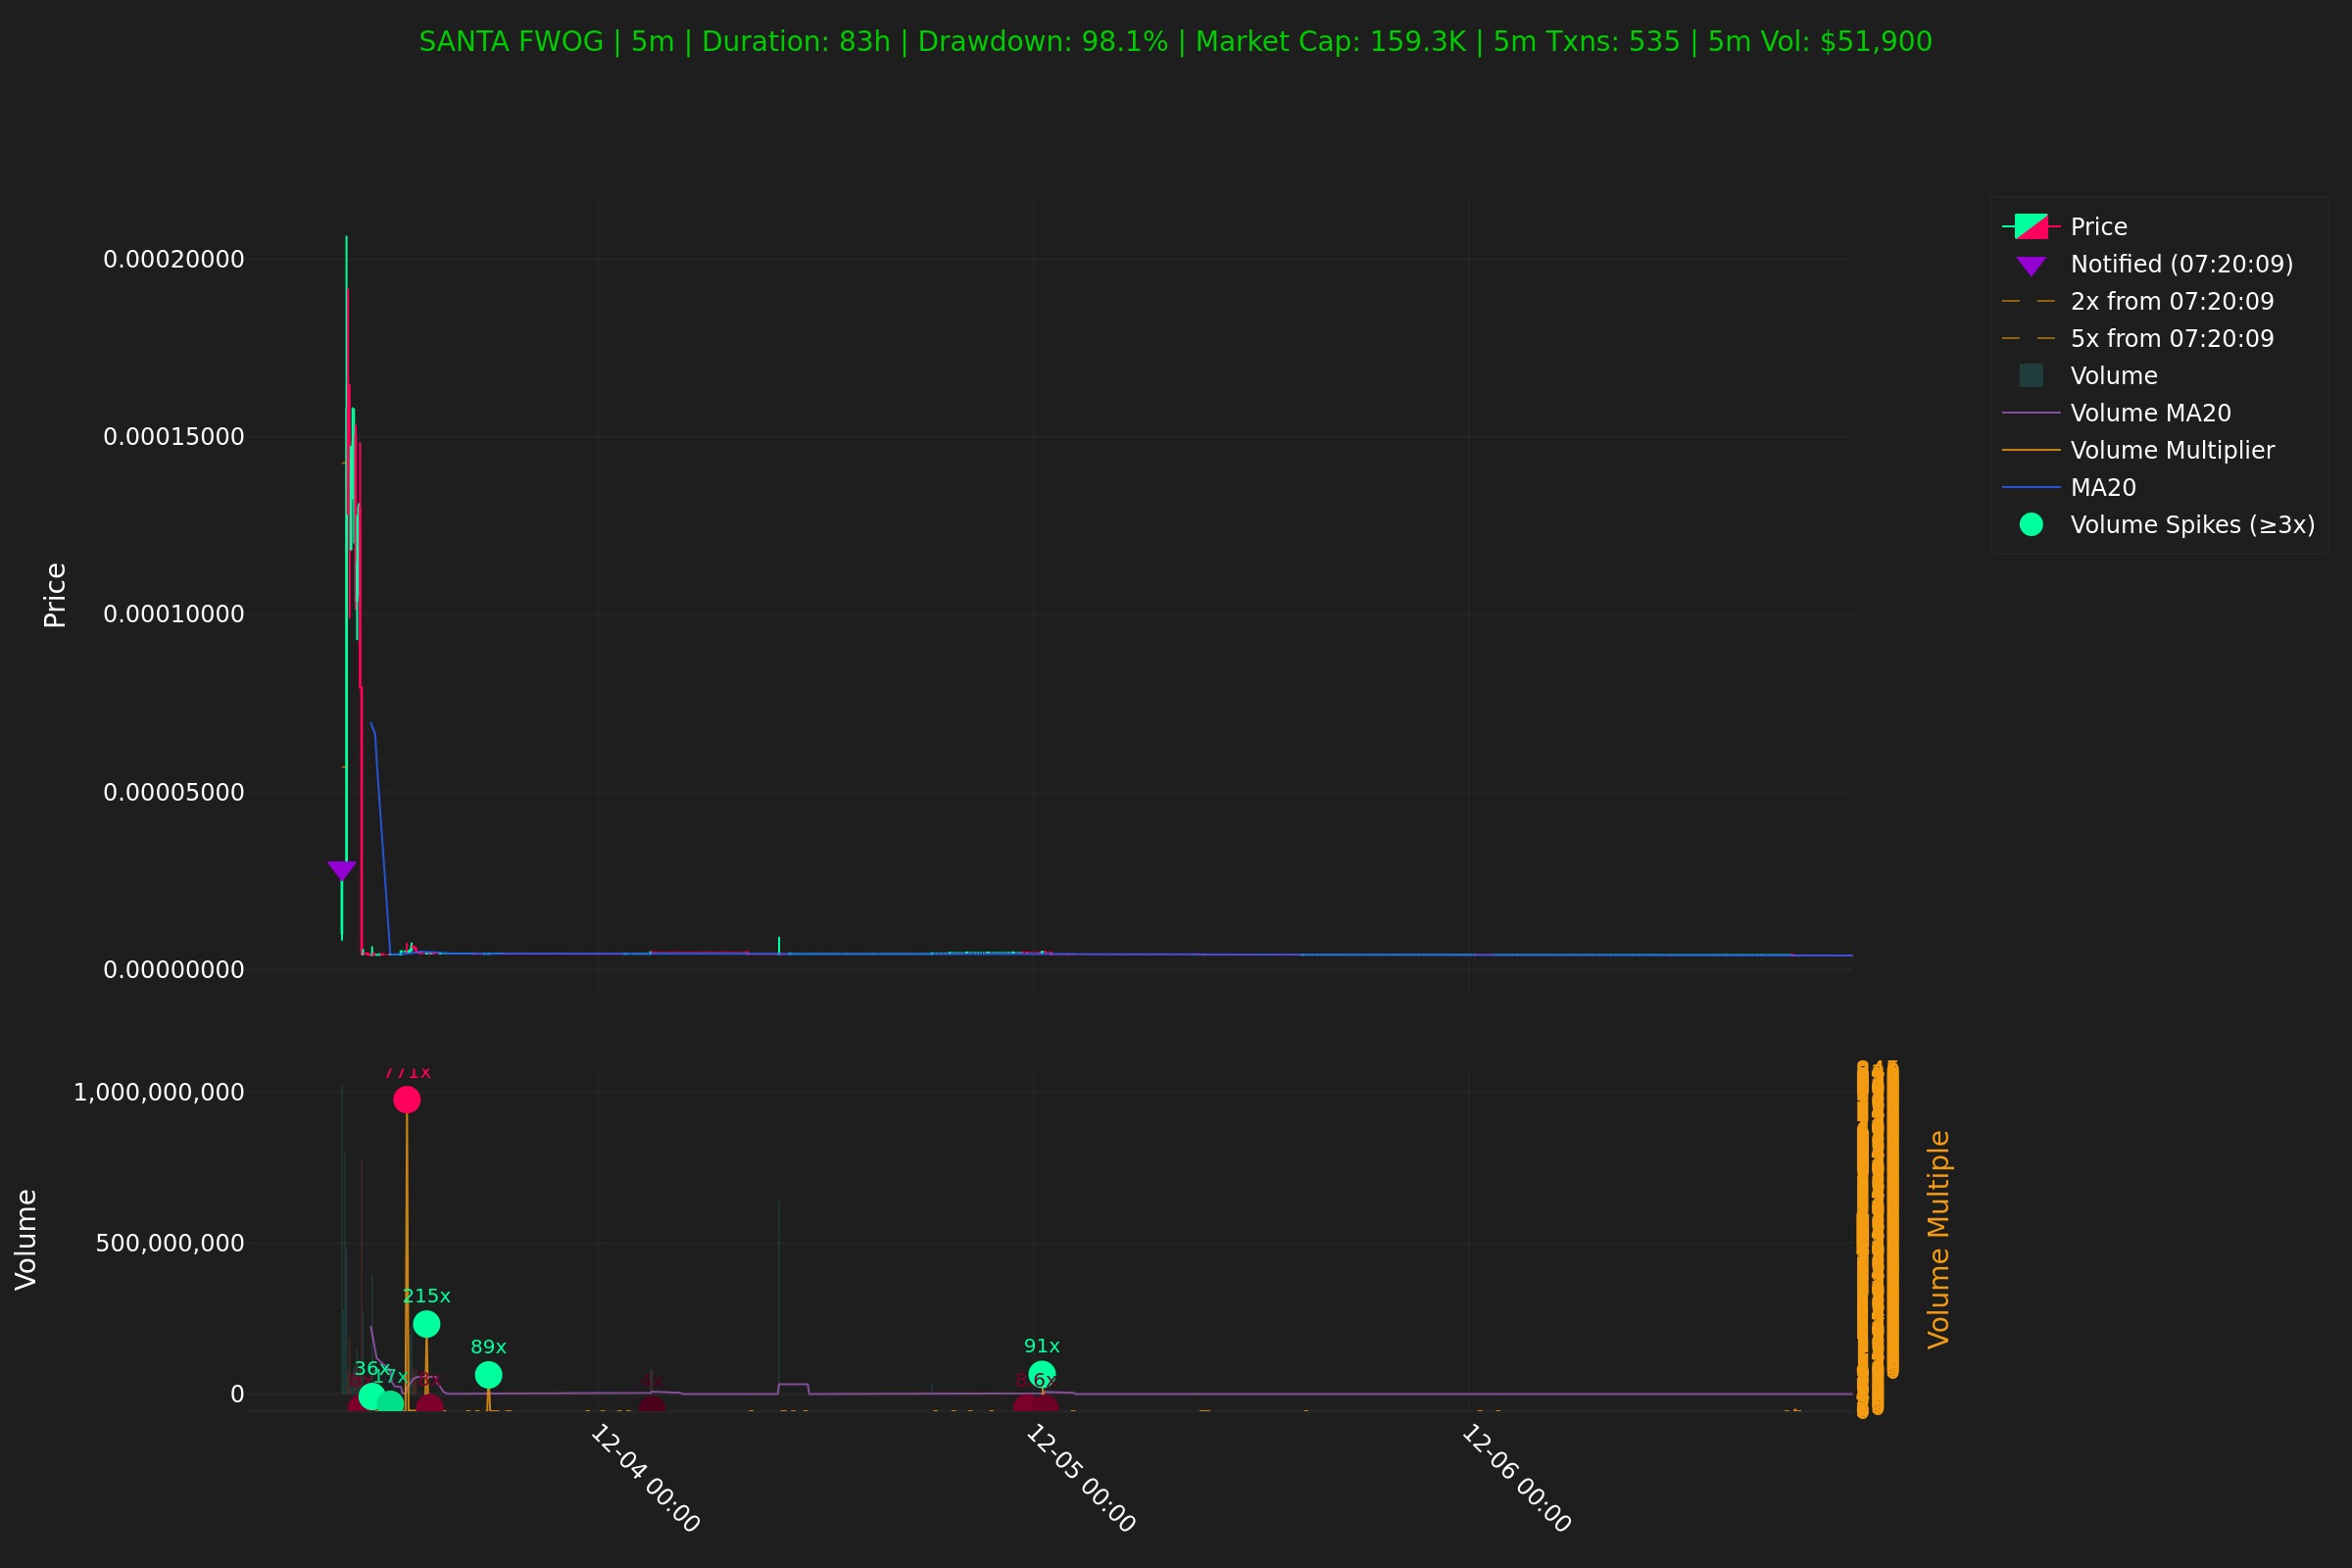 SANTA FWOG | 5m | Duration: 83h | Drawdown: 98.1% | Market Cap: 159.3K | 5m Txns: 535 | 5m Vol: $51,900
Price
0.00020000
0.00015000
0.00010000
0.00005000
0.00000000
Price
Notified (07:20:09)
2x from 07:20:09
5x from 07:20:09
Volume
Volume MA20
Volume Multiplier
MA20
Volume Spikes (≥3x)
Volume
1,000,000,000
500,000,000
0
771x
215x
89x
36x
17x
91x
6x
Volume Multiple
12-04 00:00
12-05 00:00
12-06 00:00